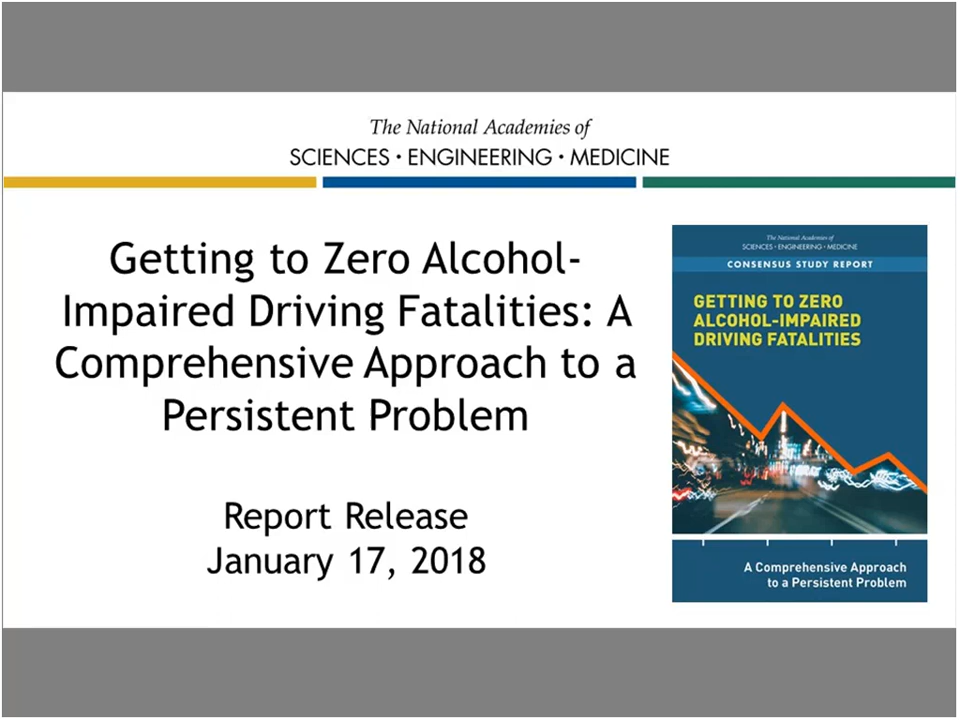 The National Academies of
SCIENCES · ENGINEERING · MEDICINE
Getting to Zero Alcohol-
Impaired Driving Fatalities: A
Comprehensive Approach to a
Persistent Problem
Report Release
January 17, 2018
The National Academies of
SCIENCES · ENGINEERING · MEDICINE
CONSENSUS STUDY REPORT
GETTING TO ZERO
ALCOHOL-IMPAIRED
DRIVING FATALITIES
A Comprehensive Approach
to a Persistent Problem